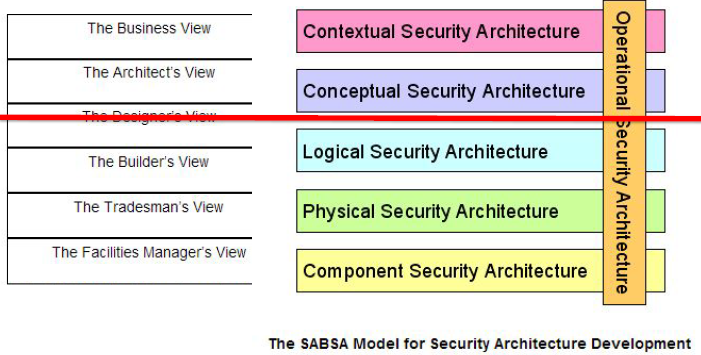 The Business View
The Architect's View
The Designer's View
The Builder's View
The Tradesman's View
The Facilities Manager's View
Contextual Security Architecture
Conceptual Security Architecture
Logical Security Architecture
Physical Security Architecture
Component Security Architecture
Operational Security Architecture
The SABSA Model for Security Architecture Development